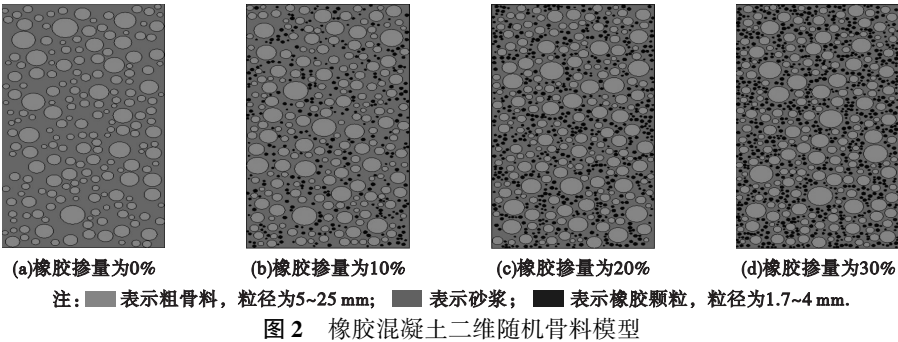 (a)橡胶掺量为0% (b)橡胶掺量为10% (c)橡胶掺量为20% (d)橡胶掺量为30%
注： 表示粗骨料，粒径为5~25 mm； 表示砂浆； 表示橡胶颗粒，粒径为1.7~4 mm.
图 2 橡胶混凝土二维随机骨料模型